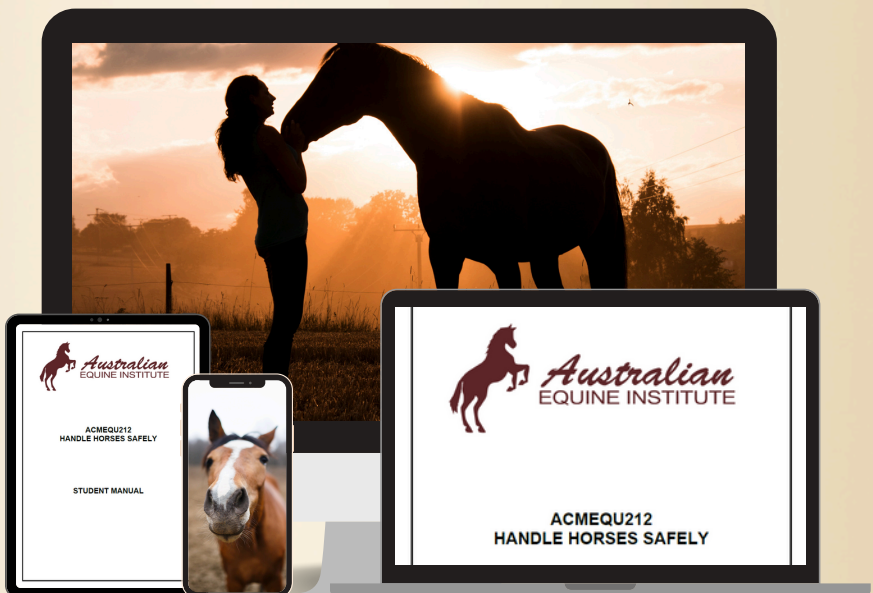 Australian
EQUINE INSTITUTE
ACMEQU212
HANDLE HORSES SAFELY
STUDENT MANUAL
Australian
EQUINE INSTITUTE
ACMEQU212
HANDLE HORSES SAFELY